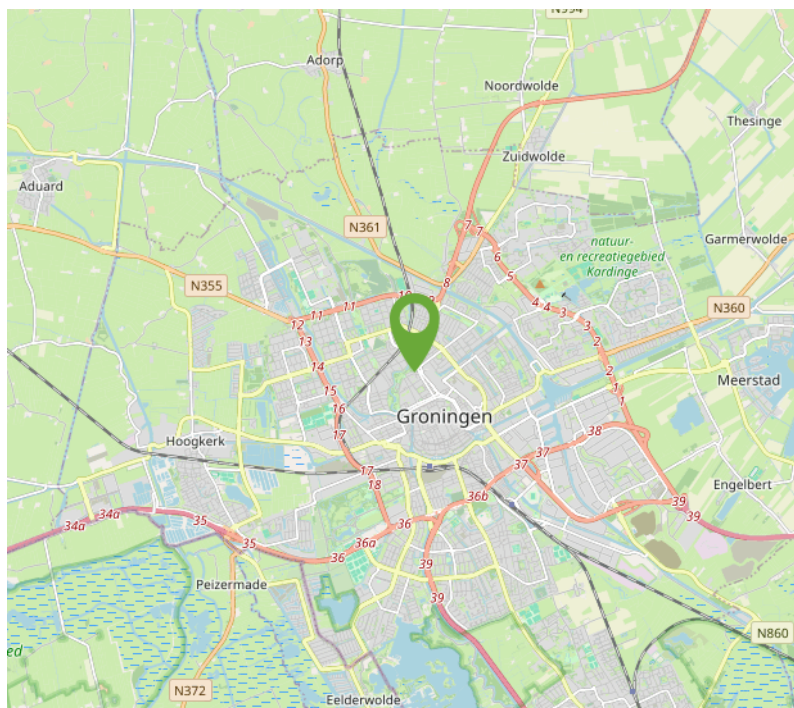 N994
Adorp
Noordwolde
Thesinge
Zuidwolde
Aduard
N361
7
7
natuur-
en recreatiegebied
Kardinge
Garmerwolde
6
5
8
N355
10
9
11
11
4
4
3
3
N360
12
13
2
14
2
Meerstad
15
1
1
16
Groningen
17
38
Hoogkerk
37
37
17
18
Engelbert
36b
39
34a
34a
35
36
39
35
36a
36
39
Peizermade
39
N860
ed
N372
Eelderwolde